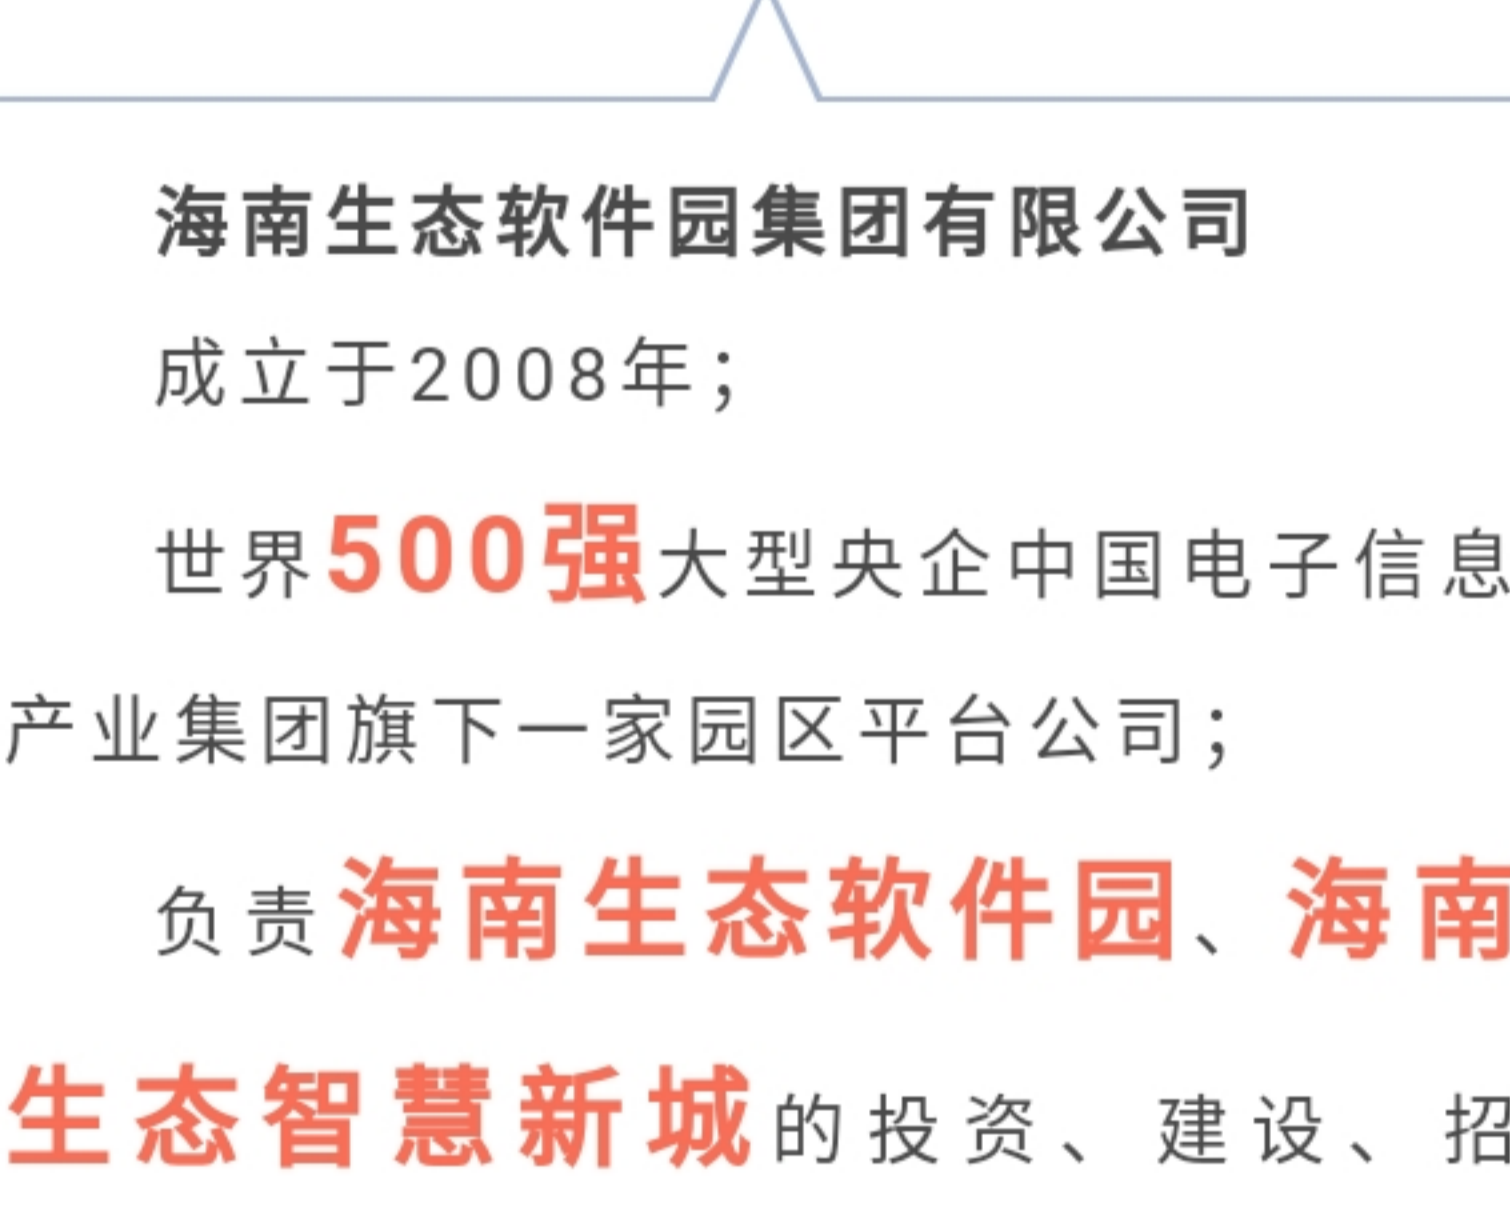 海南生态软件园集团有限公司
成立于2008年；
世界500强大型央企中国电子信息
产业集团旗下一家园区平台公司；
负责海南生态软件园、海南
生态智慧新城的投资、建设、招